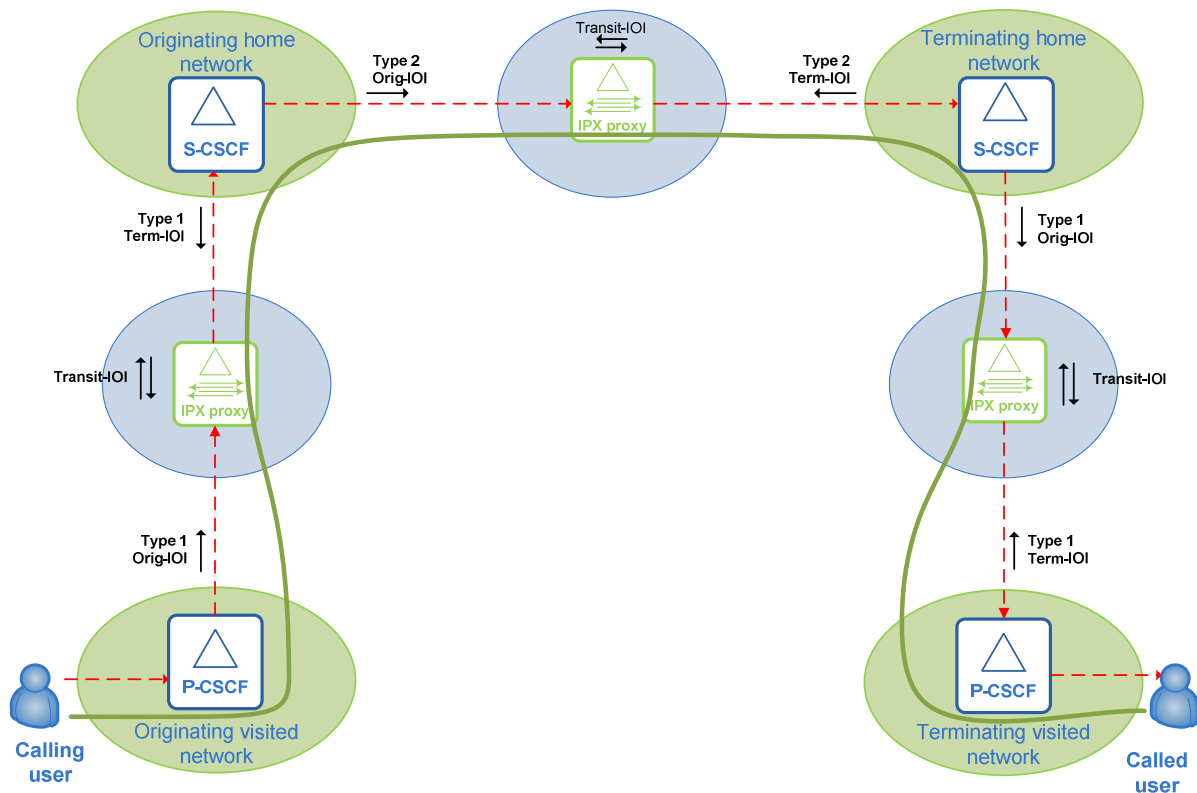 Originating home
network
S-CSCF
Type 2
Orig-IOI
Transit-IOI
IPX proxy
Type 2
Term-IOI
Terminating home
network
S-CSCF
Type 1
Term-IOI
Type 1
Orig-IOI
Transit-IOI
IPX proxy
IPX proxy
Transit-IOI
Type 1
Orig-IOI
Type 1
Term-IOI
P-CSCF
Originating visited
network
Calling
user
P-CSCF
Terminating visited
network
Called
user